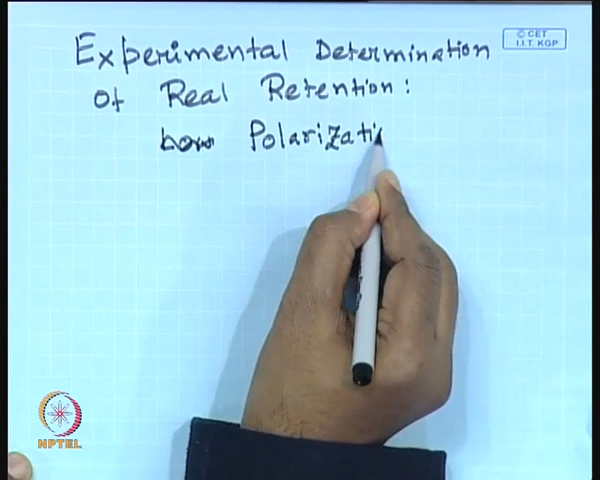 Experimental Determination
of Real Retention:
Low Polarizati
© CET
I.I.T. KGP
NPTEL